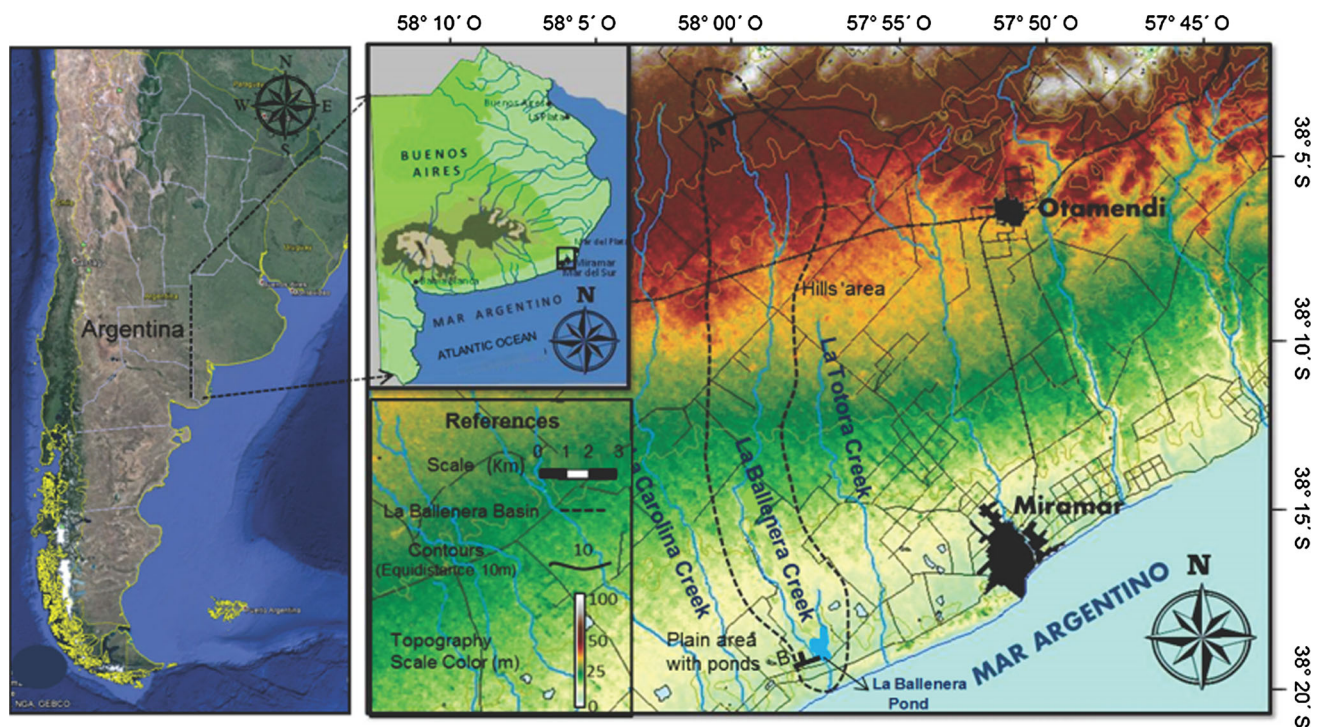 58° 10´ O
58° 5´ O
58° 00´ O
57° 55´ O
57° 50´ O
57° 45´ O
N
W
E
S
Argentina
NGA, GEBCO
Buenos Aires
La Plata
BUENOS
AIRES
Mar del Plata
Miramar
Mar del Sur
Bahía Blanca
MAR ARGENTINO
ATLANTIC OCEAN
N
References
Scale (Km)
0 1 2 3
La Ballenera Basin
Contours
(Equidistance 10m)
10
Topography
Scale Color (m)
100
50
25
0
A
Otamendi
Hills´area
La Totora Creek
La Ballenera Creek
a Carolina Creek
Miramar
Plain area
with ponds
B
La Ballenera
Pond
MAR ARGENTINO
N
38° 5´ S
38° 10´ S
38° 15´ S
38° 20´ S